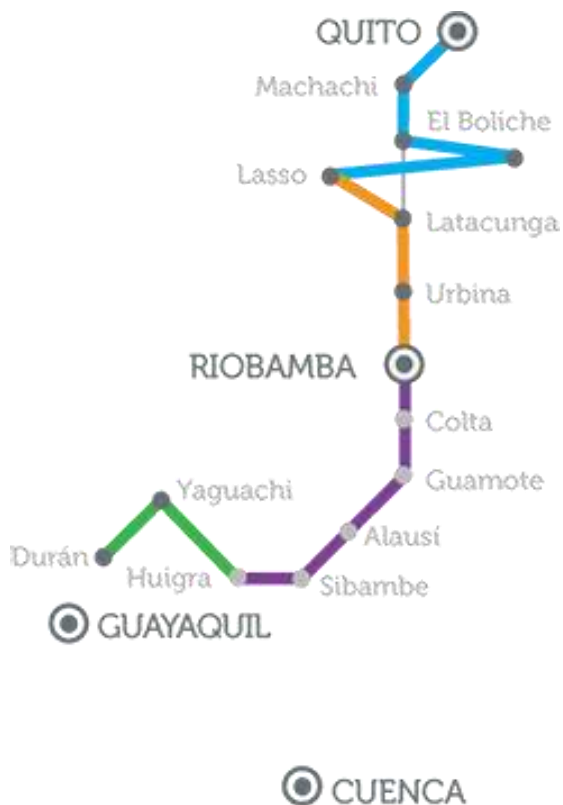 QUITO
Machachi
El Boliche
Lasso
Latacunga
Urbina
RIOBAMBA
Colta
Guamote
Yaguachi
Alausí
Durán
Huigra
Sibambe
GUAYAQUIL
CUENCA